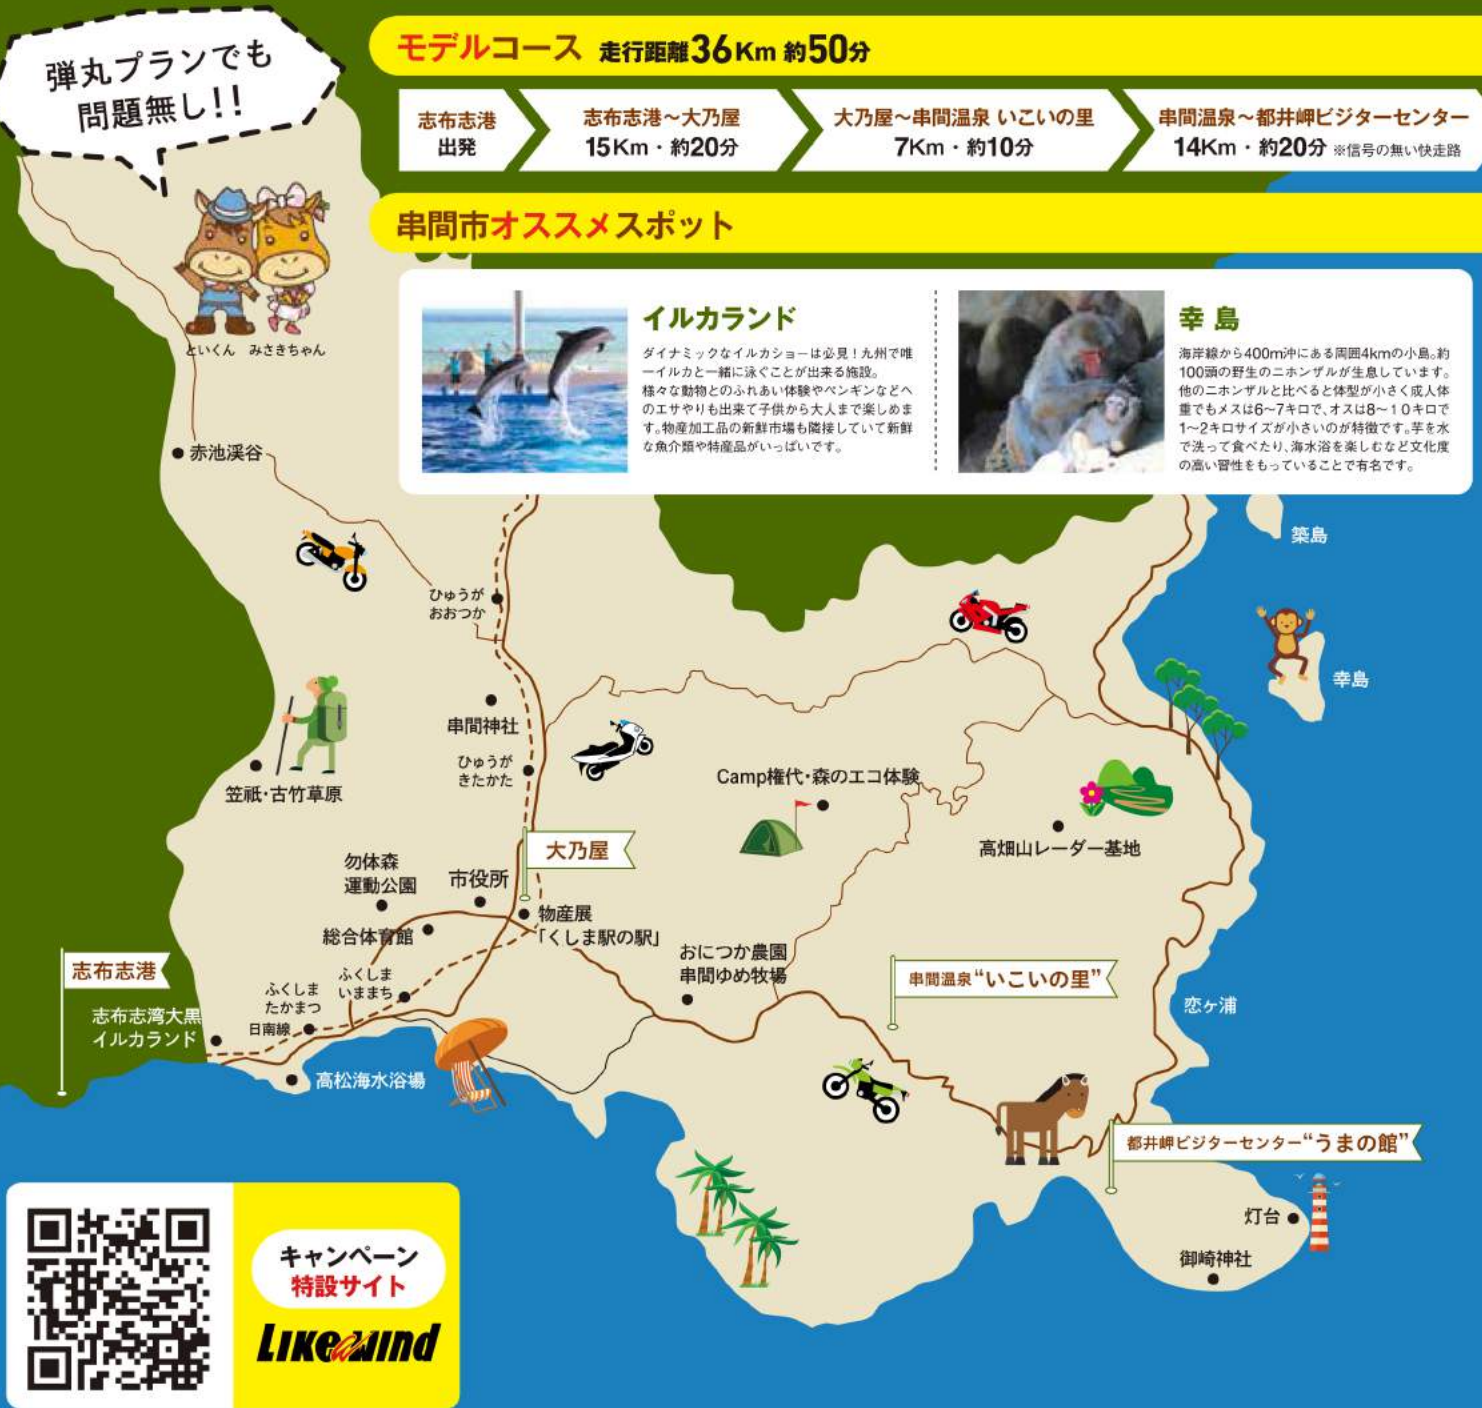 弾丸プランでも
問題無し!!
モデルコース 走行距離36Km 約50分
志布志港
出発
志布志港～大乃屋
15Km・約20分
大乃屋～串間温泉 いこいの里
7Km・約10分
串間温泉～都井岬ビジターセンター
14Km・約20分 ※信号の無い快走路
串間市オススメスポット
イルカランド
ダイナミックなイルカショーは必見！九州で唯
一イルカと一緒に泳ぐことが出来る施設。
様々な動物とのふれあい体験やペンギンなどへ
のエサやりも出来て子供から大人まで楽しめま
す。物産加工品の新鮮市場も隣接していて新鮮
な魚介類や特産品がいっぱいです。
幸 島
海岸線から400m沖にある周囲4kmの小島。約
100頭の野生のニホンザルが生息しています。
他のニホンザルと比べると体型が小さく成人体
重でもメスは6～7キロで、オスは8～10キロで
1～2キロサイズが小さいのが特徴です。芋を水
で洗って食べたり、海水浴を楽しむなど文化度
の高い習性をもっていることで有名です。
といくん みさきちゃん
赤池渓谷
築島
ひゅうが
おおつか
幸島
串間神社
ひゅうが
きたかた
笠祇・古竹草原
Camp権代・森のエコ体験
高畑山レーダー基地
大乃屋
勿体森
運動公園
市役所
物産展
「くしま駅の駅」
総合体育館
おにつか農園
串間ゆめ牧場
志布志港
串間温泉“いこいの里”
ふくしま
いままち
ふくしま
たかまつ
日南線
志布志湾大黒
イルカランド
恋ヶ浦
高松海水浴場
都井岬ビジターセンター“うまの館”
灯台
御崎神社
キャンペーン
特設サイト
LIKEaWIND